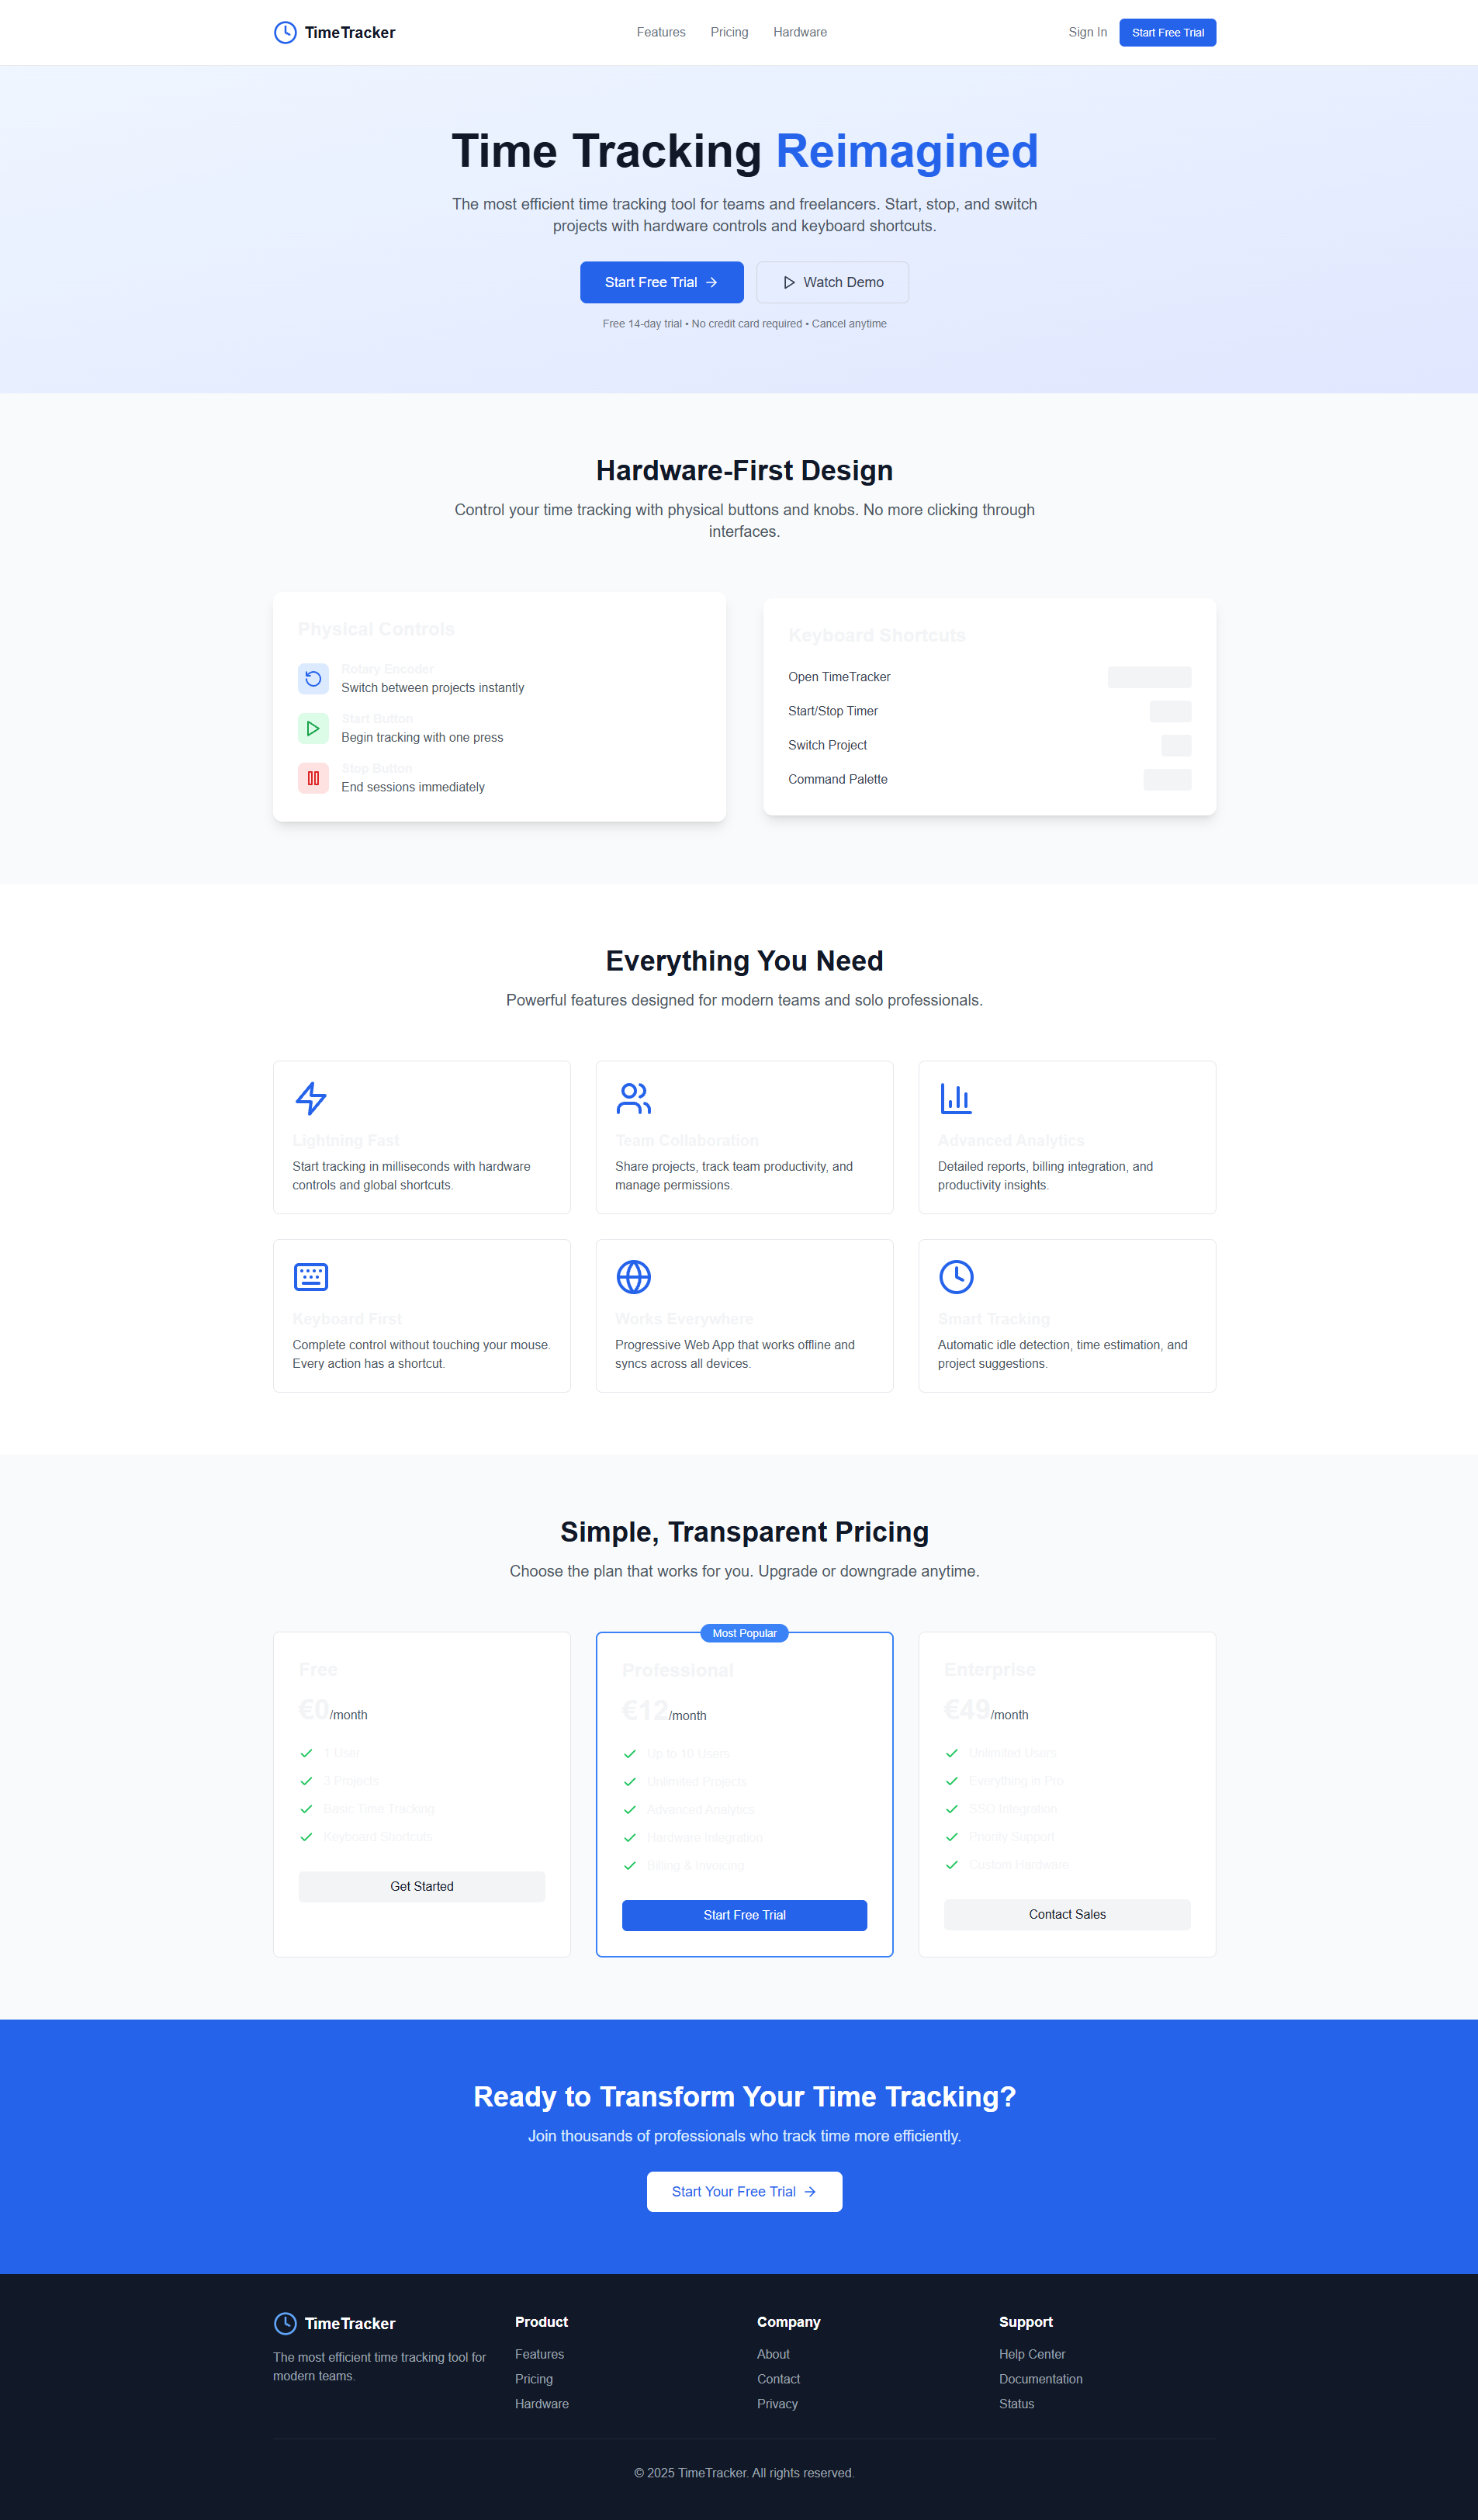 TimeTracker
Features
Pricing
Hardware
Sign In
Start Free Trial
Time Tracking Reimagined
The most efficient time tracking tool for teams and freelancers. Start, stop, and switch
projects with hardware controls and keyboard shortcuts.
Start Free Trial
Watch Demo
Free 14-day trial • No credit card required • Cancel anytime
Hardware-First Design
Control your time tracking with physical buttons and knobs. No more clicking through
interfaces.
Physical Controls
Rotary Encoder
Switch between projects instantly
Start Button
Begin tracking with one press
Stop Button
End sessions immediately
Keyboard Shortcuts
Open TimeTracker
Start/Stop Timer
Switch Project
Command Palette
Everything You Need
Powerful features designed for modern teams and solo professionals.
Lightning Fast
Start tracking in milliseconds with hardware
controls and global shortcuts.
Team Collaboration
Share projects, track team productivity, and
manage permissions.
Advanced Analytics
Detailed reports, billing integration, and
productivity insights.
Keyboard First
Complete control without touching your mouse.
Every action has a shortcut.
Works Everywhere
Progressive Web App that works offline and
syncs across all devices.
Smart Tracking
Automatic idle detection, time estimation, and
project suggestions.
Simple, Transparent Pricing
Choose the plan that works for you. Upgrade or downgrade anytime.
Free
€0/month
1 User
3 Projects
Basic Time Tracking
Keyboard Shortcuts
Get Started
Most Popular
Professional
€12/month
Up to 10 Users
Unlimited Projects
Advanced Analytics
Hardware Integration
Billing & Invoicing
Start Free Trial
Enterprise
€49/month
Unlimited Users
Everything in Pro
SSO Integration
Priority Support
Custom Hardware
Contact Sales
Ready to Transform Your Time Tracking?
Join thousands of professionals who track time more efficiently.
Start Your Free Trial
TimeTracker
The most efficient time tracking tool for
modern teams.
Product
Features
Pricing
Hardware
Company
About
Contact
Privacy
Support
Help Center
Documentation
Status
© 2025 TimeTracker. All rights reserved.